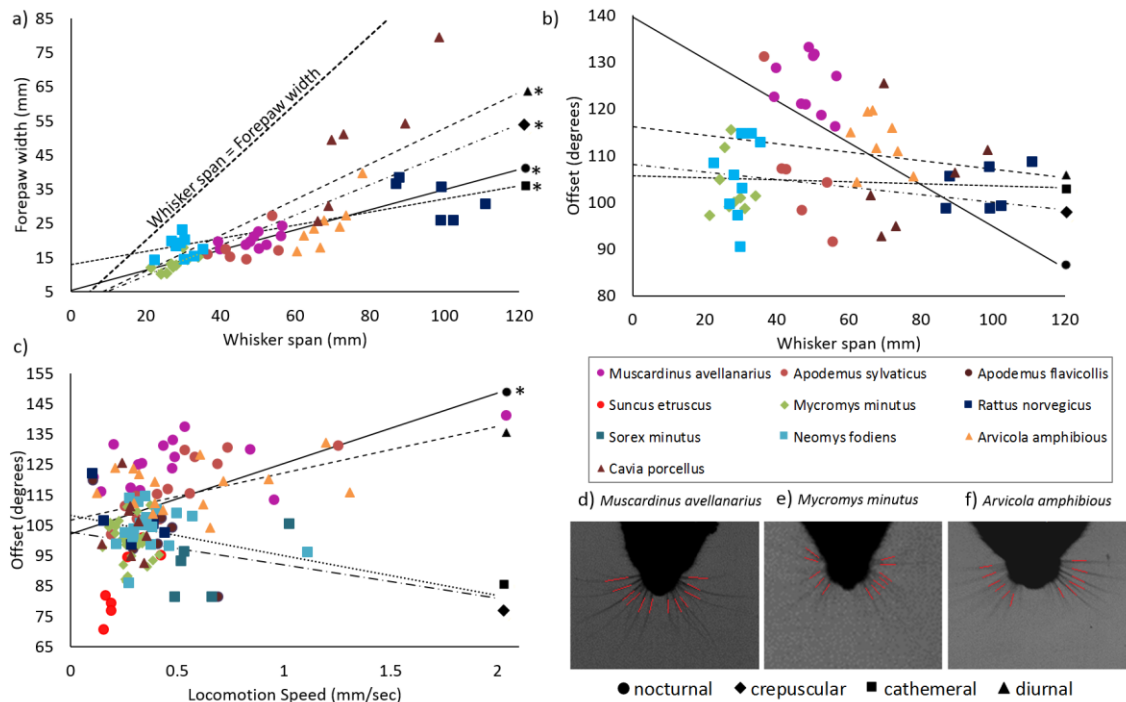 a)
85
75
65
55
45
35
25
15
5
Forepaw width (mm)
Whisker span = Forepaw width
*
*
*
*
0 20 40 60 80 100 120
Whisker span (mm)
b)
140
130
120
110
100
90
80
Offset (degrees)
0 20 40 60 80 100 120
Whisker span (mm)
c)
155
145
135
125
115
105
95
85
75
65
Offset (degrees)
*
0 0.5 1 1.5 2
Locomotion Speed (mm/sec)
Muscardinus avellanarius Apodemus sylvaticus Apodemus flavicollis
Suncus etruscus Mycromys minutus Rattus norvegicus
Sorex minutus Neomys fodiens Arvicola amphibious
Cavia porcellus
d) Muscardinus avellanarius e) Mycromys minutus f) Arvicola amphibious
nocturnal crepuscular cathemeral diurnal